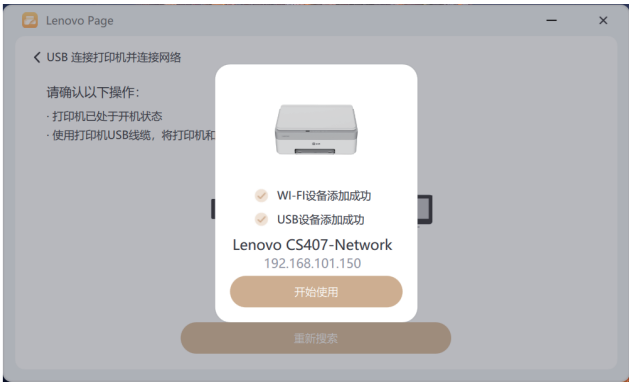 Lenovo Page
USB 连接打印机并连接网络
请确认以下操作：
·打印机已处于开机状态
·使用打印机USB线缆，将打印机和
WI-FI设备添加成功
USB设备添加成功
Lenovo CS407-Network
192.168.101.150
开始使用
重新搜索